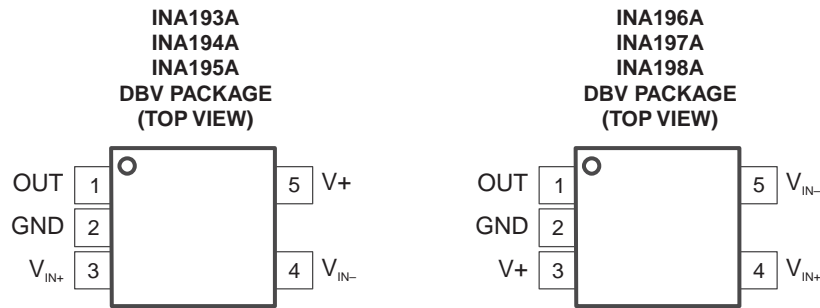 INA193A
INA194A
INA195A
DBV PACKAGE
(TOP VIEW)
OUT 1 5 V+
GND 2
VIN+ 3 4 VIN–
INA196A
INA197A
INA198A
DBV PACKAGE
(TOP VIEW)
OUT 1 5 VIN–
GND 2
V+ 3 4 VIN+